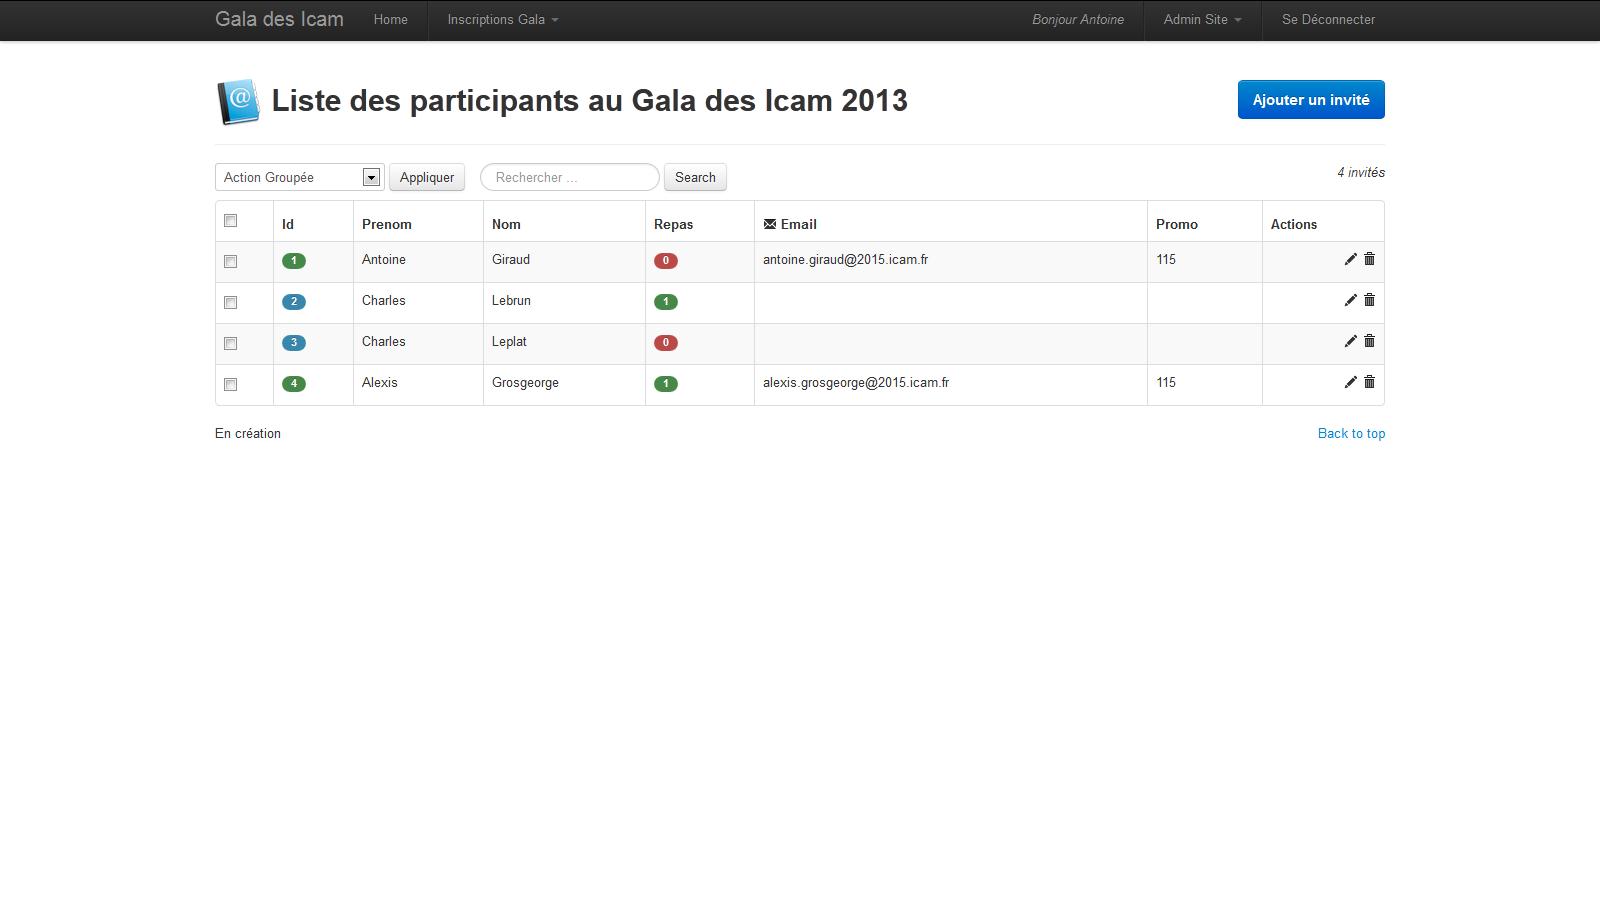 Gala des Icam Home Inscriptions Gala Bonjour Antoine Admin Site Se Déconnecter
@ Liste des participants au Gala des Icam 2013 Ajouter un invité
Action Groupée Appliquer Rechercher ... Search 4 invités
Id Prenom Nom Repas Email Promo Actions
1 Antoine Giraud 0 antoine.giraud@2015.icam.fr 115
2 Charles Lebrun 1
3 Charles Leplat 0
4 Alexis Grosgeorge 1 alexis.grosgeorge@2015.icam.fr 115
En création Back to top